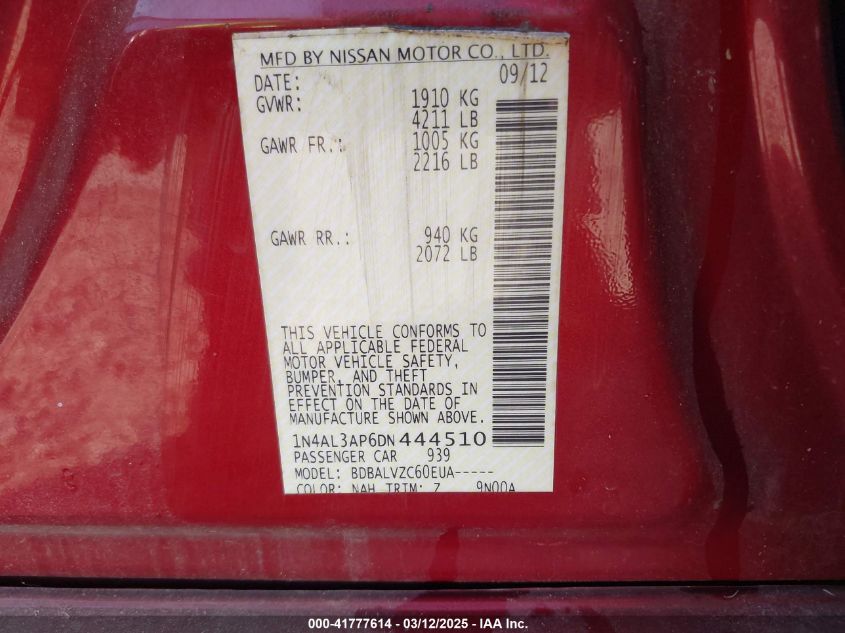 MFD BY NISSAN MOTOR CO., LTD.
DATE: 09/12
GVWR: 1910 KG
4211 LB
GAWR FR.: 1005 KG
2216 LB
GAWR RR.: 940 KG
2072 LB
THIS VEHICLE CONFORMS TO
ALL APPLICABLE FEDERAL
MOTOR VEHICLE SAFETY,
BUMPER, AND THEFT
PREVENTION STANDARDS IN
EFFECT ON THE DATE OF
MANUFACTURE SHOWN ABOVE.
1N4AL3AP6DN444510
PASSENGER CAR 939
MODEL: BDBALVZC60EUA-----
COLOR: NAH TRIM: Z 9N00A
000-41777614 - 03/12/2025 - IAA Inc.